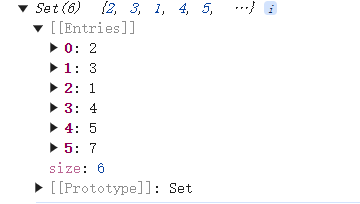 ▼ Set(6) {2, 3, 1, 4, 5, …} i
▼ [[Entries]]
▶ 0: 2
▶ 1: 3
▶ 2: 1
▶ 3: 4
▶ 4: 5
▶ 5: 7
size: 6
▶ [[Prototype]]: Set